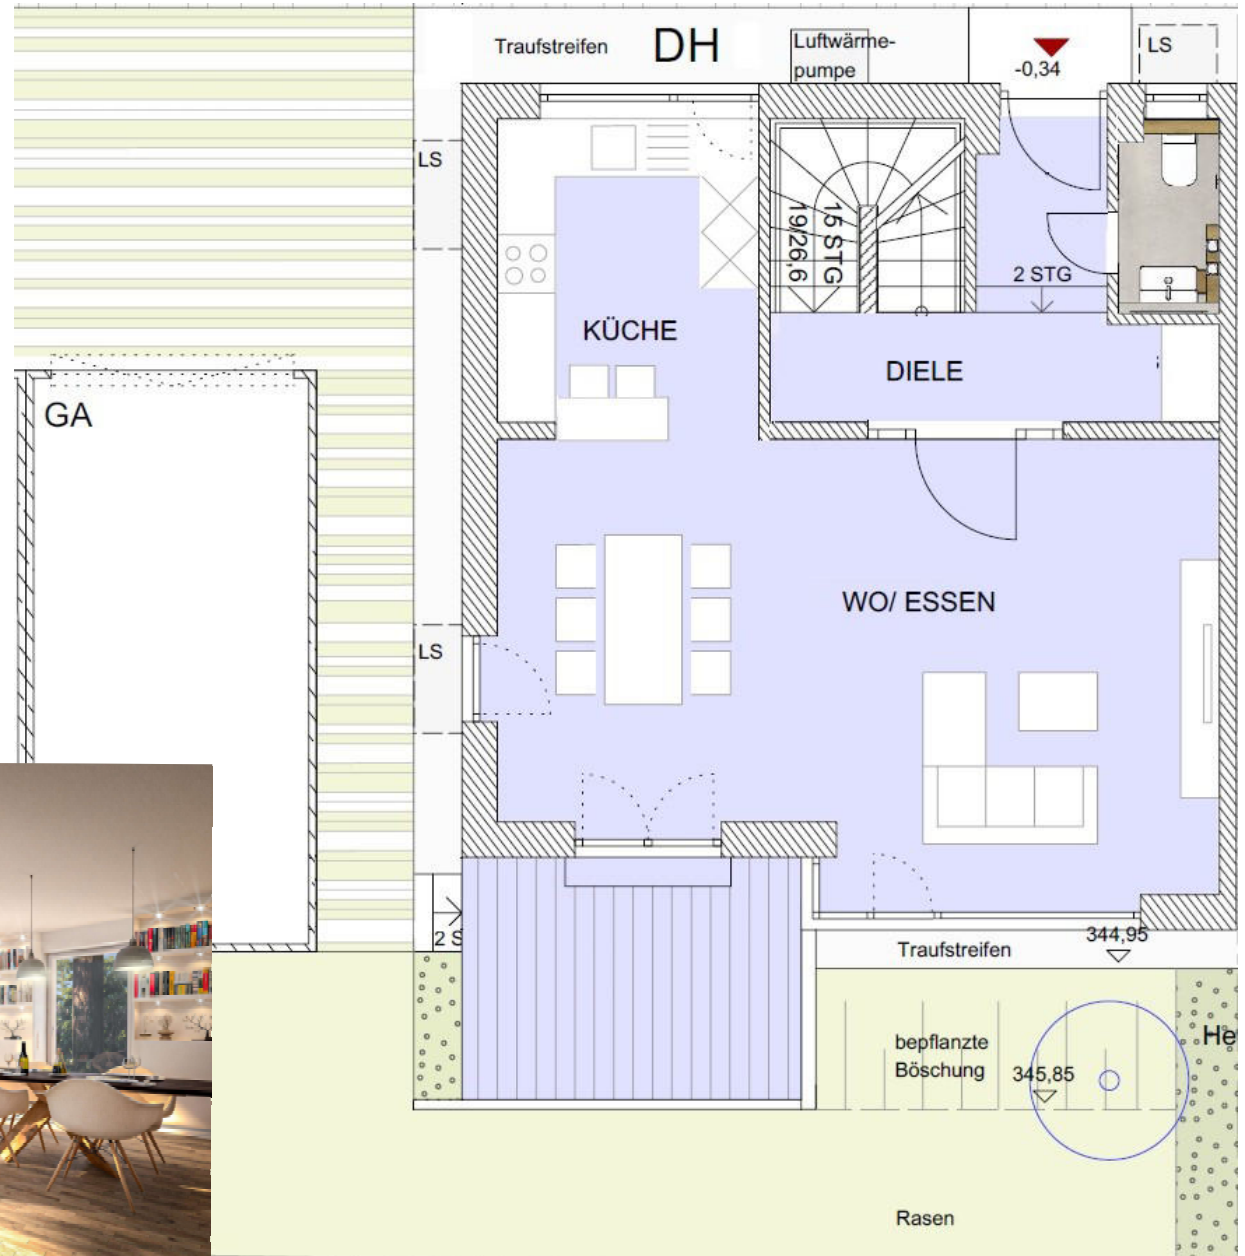 Traufstreifen
DH
Luftwärme-
pumpe
-0,34
LS
LS
15 STG
19/26,6
2 STG
KÜCHE
DIELE
GA
WO/ ESSEN
LS
2 S
Traufstreifen
344,95
bepflanzte
Böschung
345,85
He
Rasen